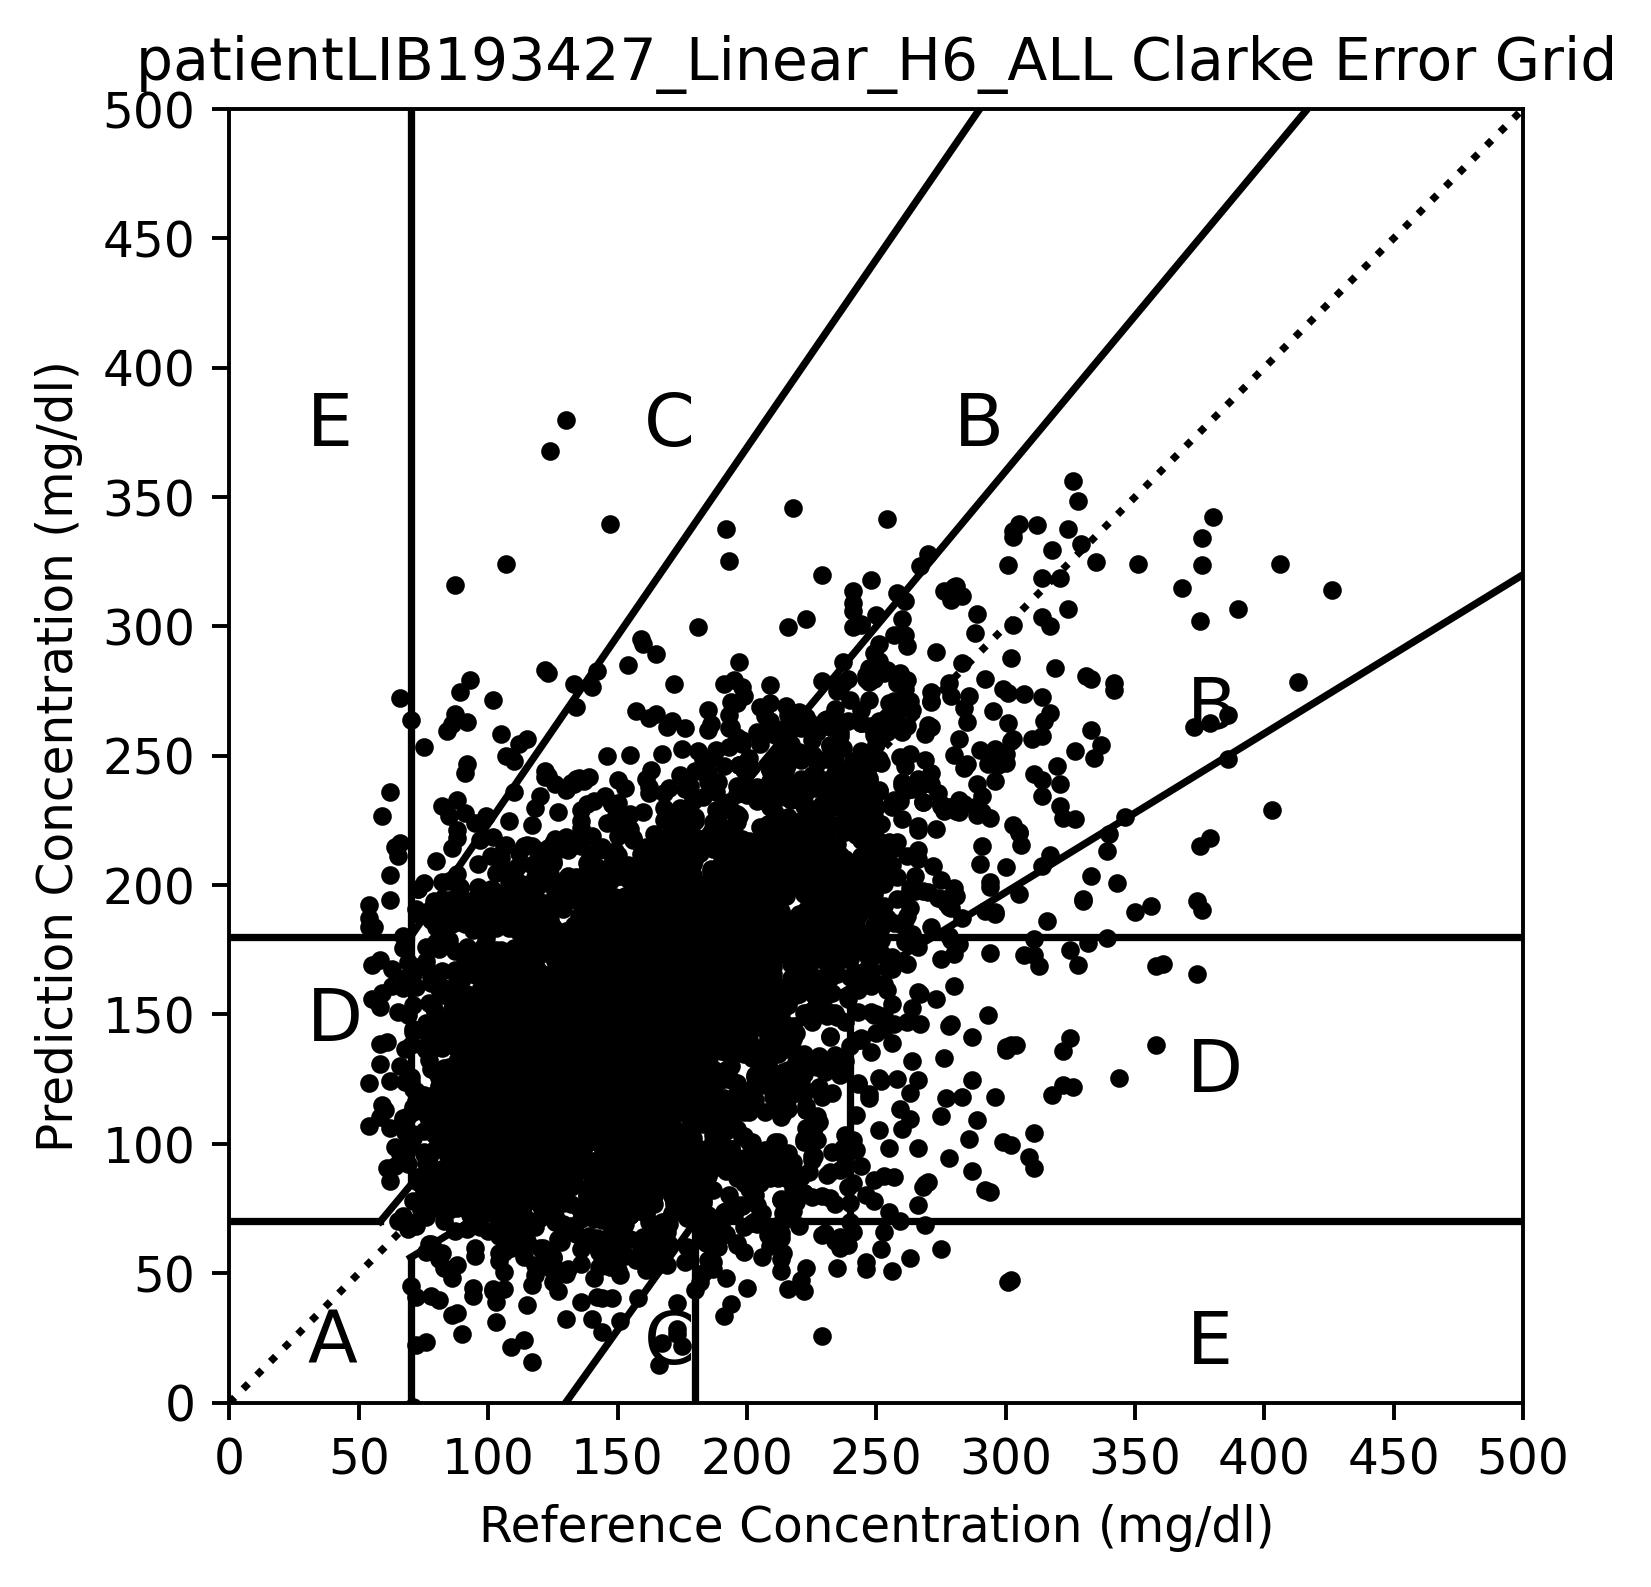 patientLIB193427_Linear_H6_ALL Clarke Error Grid
500
450
400
350
300
250
200
150
100
50
0
Prediction Concentration (mg/dl)
E
C
B
B
D
D
A
C
E
0 50 100 150 200 250 300 350 400 450 500
Reference Concentration (mg/dl)